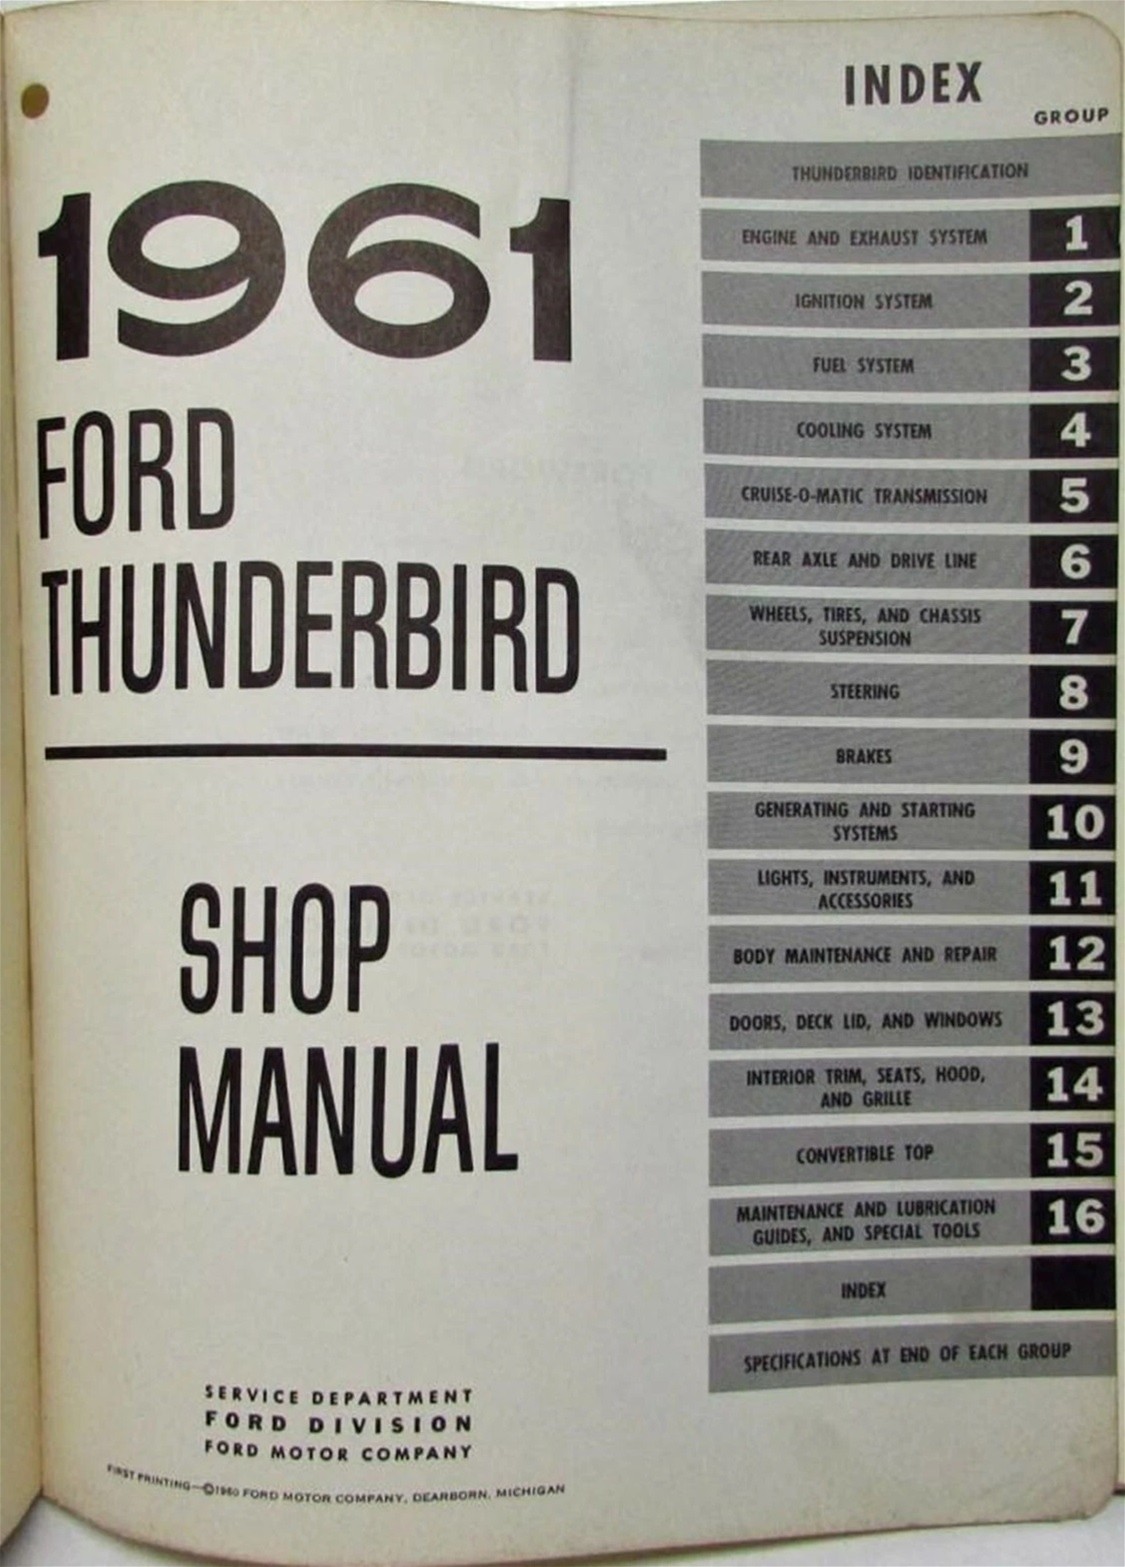 1961
FORD
THUNDERBIRD
SHOP
MANUAL
SERVICE DEPARTMENT
FORD DIVISION
FORD MOTOR COMPANY
FIRST PRINTING—©1960 FORD MOTOR COMPANY, DEARBORN, MICHIGAN
INDEX
GROUP
THUNDERBIRD IDENTIFICATION
ENGINE AND EXHAUST SYSTEM 1
IGNITION SYSTEM 2
FUEL SYSTEM 3
COOLING SYSTEM 4
CRUISE-O-MATIC TRANSMISSION 5
REAR AXLE AND DRIVE LINE 6
WHEELS, TIRES, AND CHASSIS
SUSPENSION 7
STEERING 8
BRAKES 9
GENERATING AND STARTING
SYSTEMS 10
LIGHTS, INSTRUMENTS, AND
ACCESSORIES 11
BODY MAINTENANCE AND REPAIR 12
DOORS, DECK LID, AND WINDOWS 13
INTERIOR TRIM, SEATS, HOOD,
AND GRILLE 14
CONVERTIBLE TOP 15
MAINTENANCE AND LUBRICATION
GUIDES, AND SPECIAL TOOLS 16
INDEX
SPECIFICATIONS AT END OF EACH GROUP